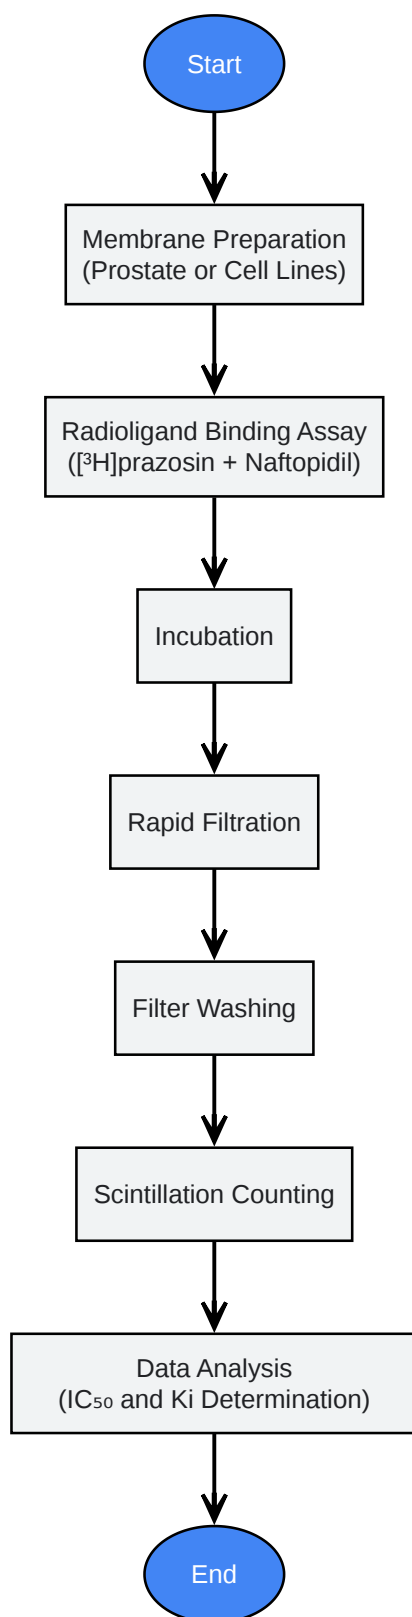 Start
Membrane Preparation
(Prostate or Cell Lines)
Radioligand Binding Assay
([³H]prazosin + Naftopidil)
Incubation
Rapid Filtration
Filter Washing
Scintillation Counting
Data Analysis
(IC₅₀ and Ki Determination)
End